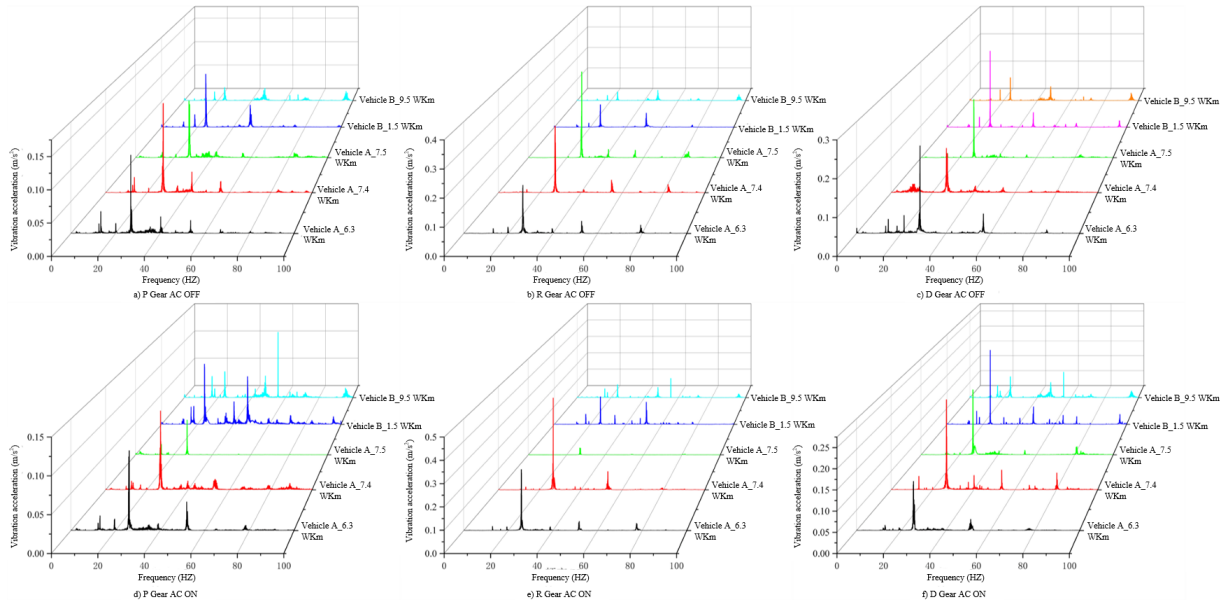 Vehicle B_9.5 WKm
Vehicle B_1.5 WKm
Vehicle A_7.5
WKm
Vehicle A_7.4
WKm
Vehicle A_6.3
WKm
Vibration acceleration (m/s²)
0.15
0.10
0.05
0.00
0 20 40 60 80 100
Frequency (HZ)
a) P Gear AC OFF
Vehicle B_9.5 WKm
Vehicle B_1.5 WKm
Vehicle A_7.5
WKm
Vehicle A_7.4
WKm
Vehicle A_6.3
WKm
Vibration acceleration (m/s²)
0.4
0.3
0.2
0.1
0.0
0 20 40 60 80 100
Frequency (HZ)
b) R Gear AC OFF
Vehicle B_9.5 WKm
Vehicle B_1.5 WKm
Vehicle A_7.5
WKm
Vehicle A_7.4
WKm
Vehicle A_6.3
WKm
Vibration acceleration (m/s²)
0.3
0.2
0.1
0.0
0 20 40 60 80 100
Frequency (HZ)
c) D Gear AC OFF
Vehicle B_9.5 WKm
Vehicle B_1.5 WKm
Vehicle A_7.5
WKm
Vehicle A_7.4
WKm
Vehicle A_6.3
WKm
Vibration acceleration (m/s²)
0.15
0.10
0.05
0.00
0 20 40 60 80 100
Frequency (HZ)
d) P Gear AC ON
Vehicle B_9.5 WKm
Vehicle B_1.5 WKm
Vehicle A_7.5
WKm
Vehicle A_7.4
WKm
Vehicle A_6.3
WKm
Vibration acceleration (m/s²)
0.5
0.4
0.3
0.2
0.1
0.0
0 20 40 60 80 100
Frequency (HZ)
e) R Gear AC ON
Vehicle B_9.5 WKm
Vehicle B_1.5 WKm
Vehicle A_7.5
WKm
Vehicle A_7.4
WKm
Vehicle A_6.3
WKm
Vibration acceleration (m/s²)
0.25
0.20
0.15
0.10
0.05
0.00
0 20 40 60 80 100
Frequency (HZ)
f) D Gear AC ON